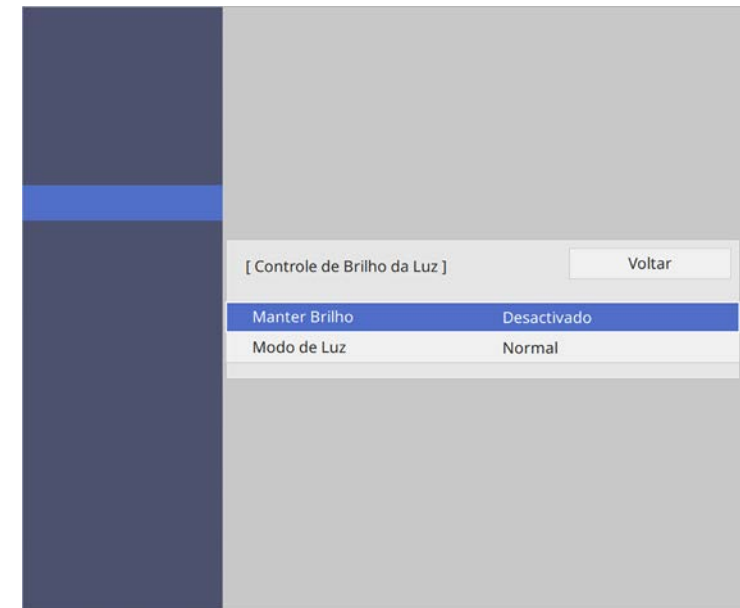 [ Controle de Brilho da Luz ] Voltar
Manter Brilho Desactivado
Modo de Luz Normal